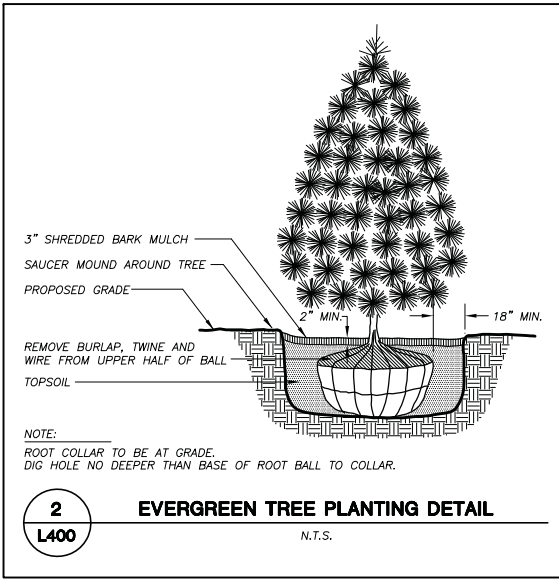 3" SHREDDED BARK MULCH
SAUCER MOUND AROUND TREE
PROPOSED GRADE
2" MIN.
18" MIN.
REMOVE BURLAP, TWINE AND
WIRE FROM UPPER HALF OF BALL
TOPSOIL
NOTE:
ROOT COLLAR TO BE AT GRADE.
DIG HOLE NO DEEPER THAN BASE OF ROOT BALL TO COLLAR.
2
L400
EVERGREEN TREE PLANTING DETAIL
N.T.S.